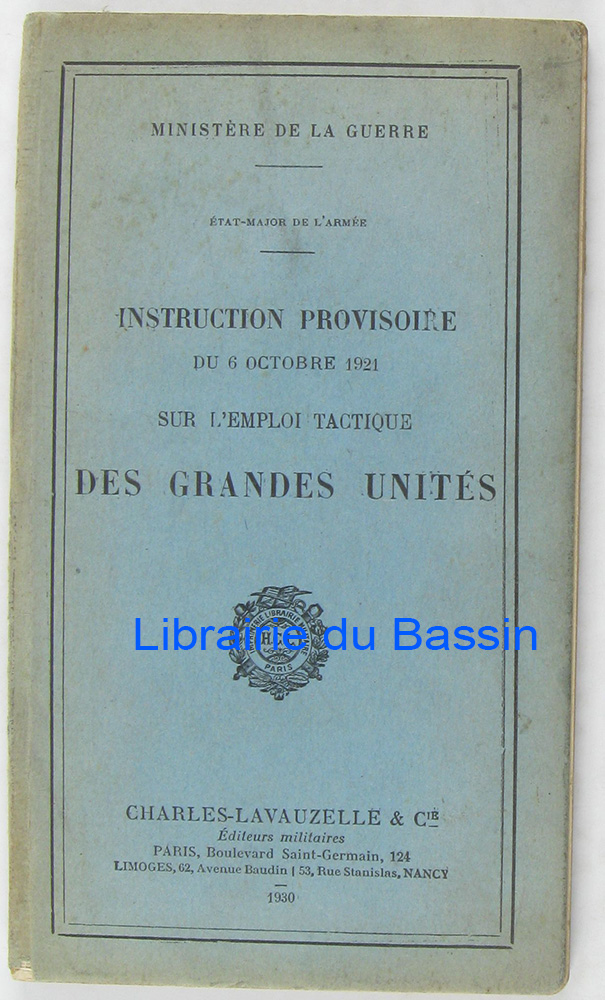 MINISTÈRE DE LA GUERRE
ÉTAT-MAJOR DE L'ARMÉE
INSTRUCTION PROVISOIRE
DU 6 OCTOBRE 1921
SUR L'EMPLOI TACTIQUE
DES GRANDES UNITÉS
Librairie du Bassin
PARIS
CHARLES-LAVAUZELLE & CIE
Éditeurs militaires
PARIS, Boulevard Saint-Germain, 124
LIMOGES, 62, Avenue Baudin | 53, Rue Stanislas, NANCY
1930